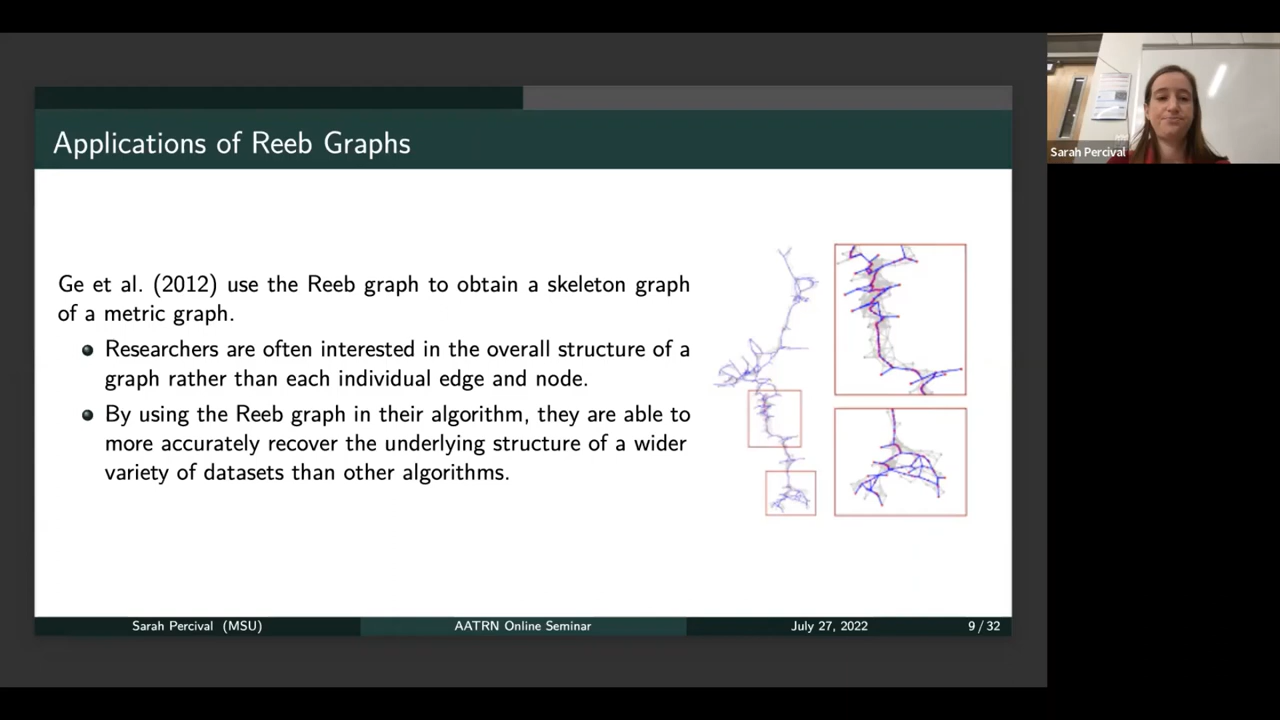 Applications of Reeb Graphs
Ge et al. (2012) use the Reeb graph to obtain a skeleton graph
of a metric graph.
Researchers are often interested in the overall structure of a
graph rather than each individual edge and node.
By using the Reeb graph in their algorithm, they are able to
more accurately recover the underlying structure of a wider
variety of datasets than other algorithms.
Sarah Percival (MSU)
AATRN Online Seminar
July 27, 2022
9 / 32
Sarah Percival